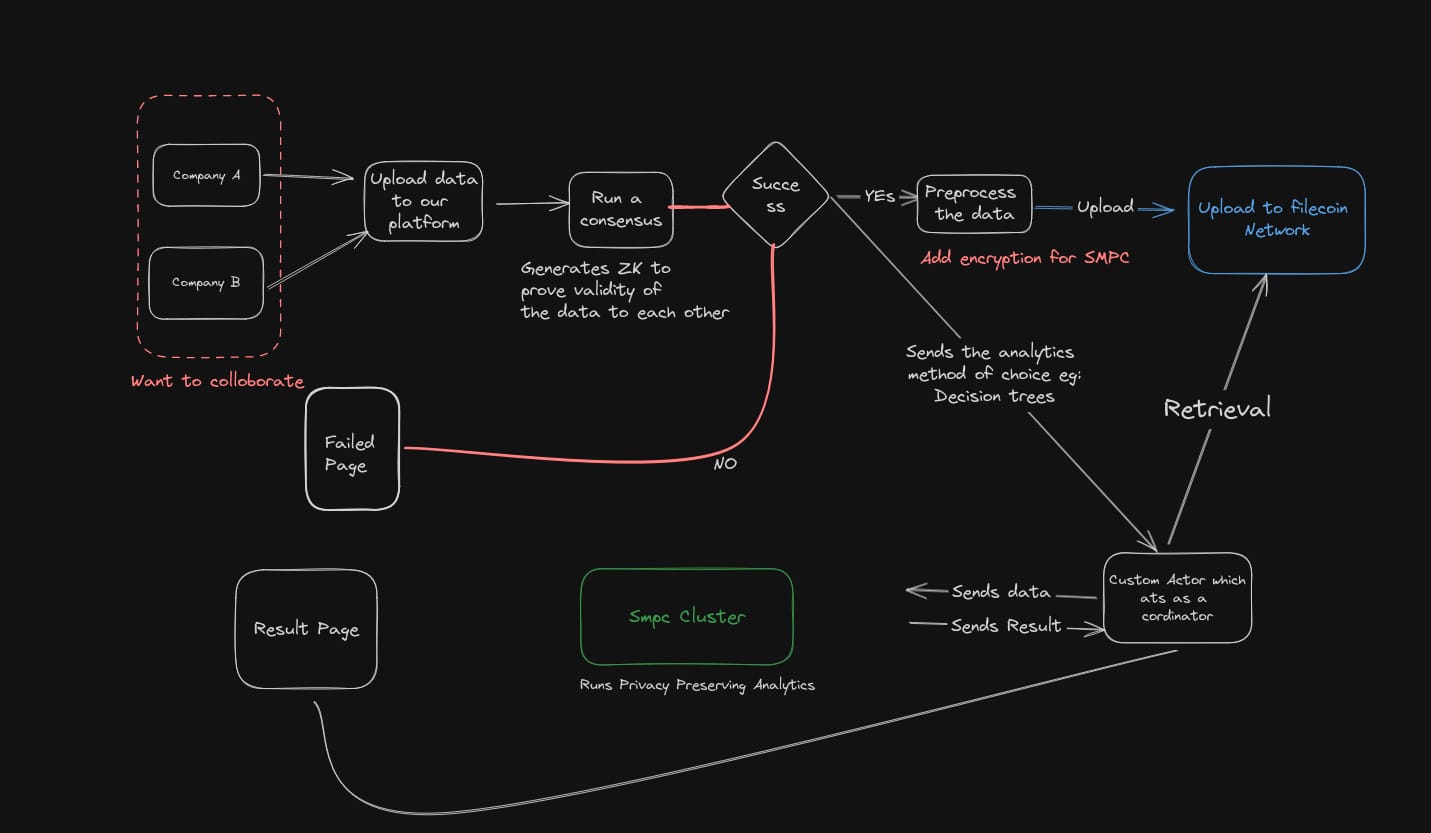 Company A
Company B
Want to colloborate
Upload data
to our
platform
Run a
consensus
Generates ZK to
prove validity of
the data to each other
Succe
ss
YEs
Preprocess
the data
Add encryption for SMPC
Upload
Upload to filecoin
Network
Sends the analytics
method of choice eg:
Decision trees
Retrieval
Failed
Page
NO
Custom Actor which
ats as a
cordinator
Sends data
Sends Result
Smpc Cluster
Runs Privacy Preserving Analytics
Result Page